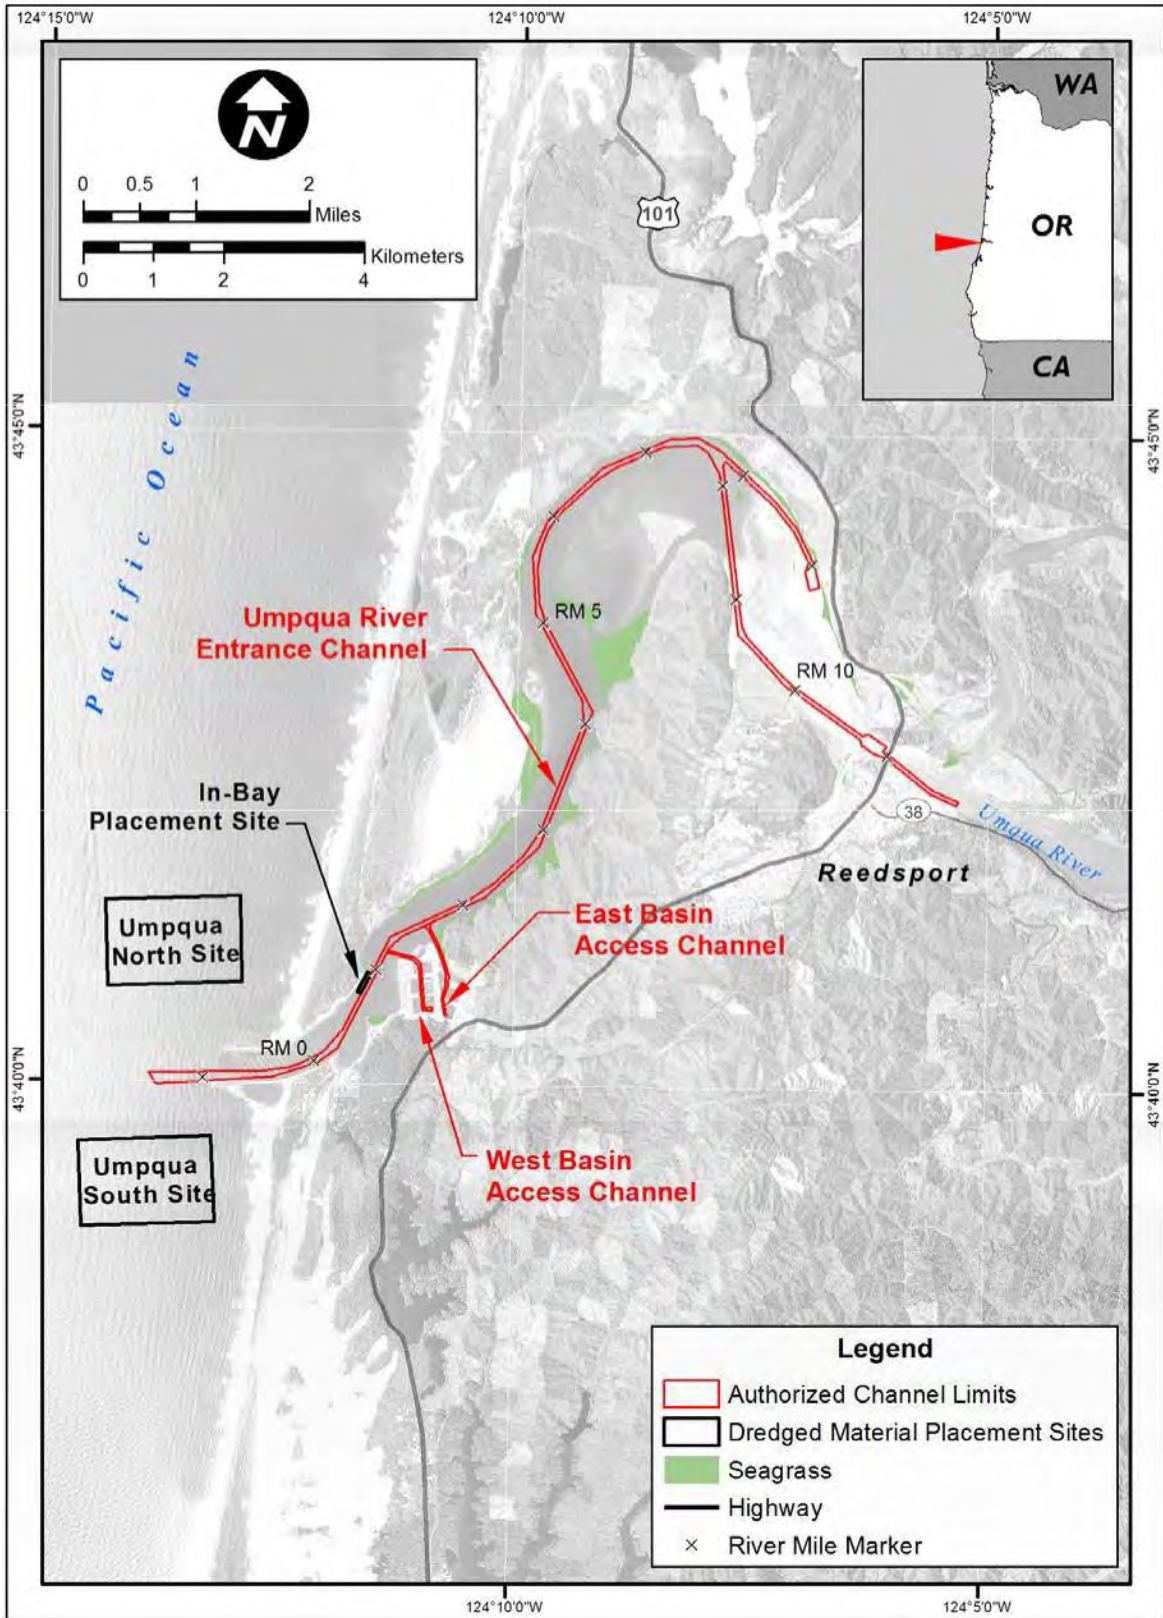 124°15'0"W
124°10'0"W
124°5'0"W
N
0 0.5 1 2
Miles
Kilometers
0 1 2 4
WA
OR
CA
101
Pacific Ocean
43°45'0"N
43°45'0"N
Umpqua River
Entrance Channel
RM 5
RM 10
In-Bay
Placement Site
38
Umqua River
Reedsport
Umpqua
North Site
East Basin
Access Channel
RM 0
43°40'0"N
43°40'0"N
Umpqua
South Site
West Basin
Access Channel
Legend
Authorized Channel Limits
Dredged Material Placement Sites
Seagrass
Highway
River Mile Marker
124°10'0"W
124°5'0"W